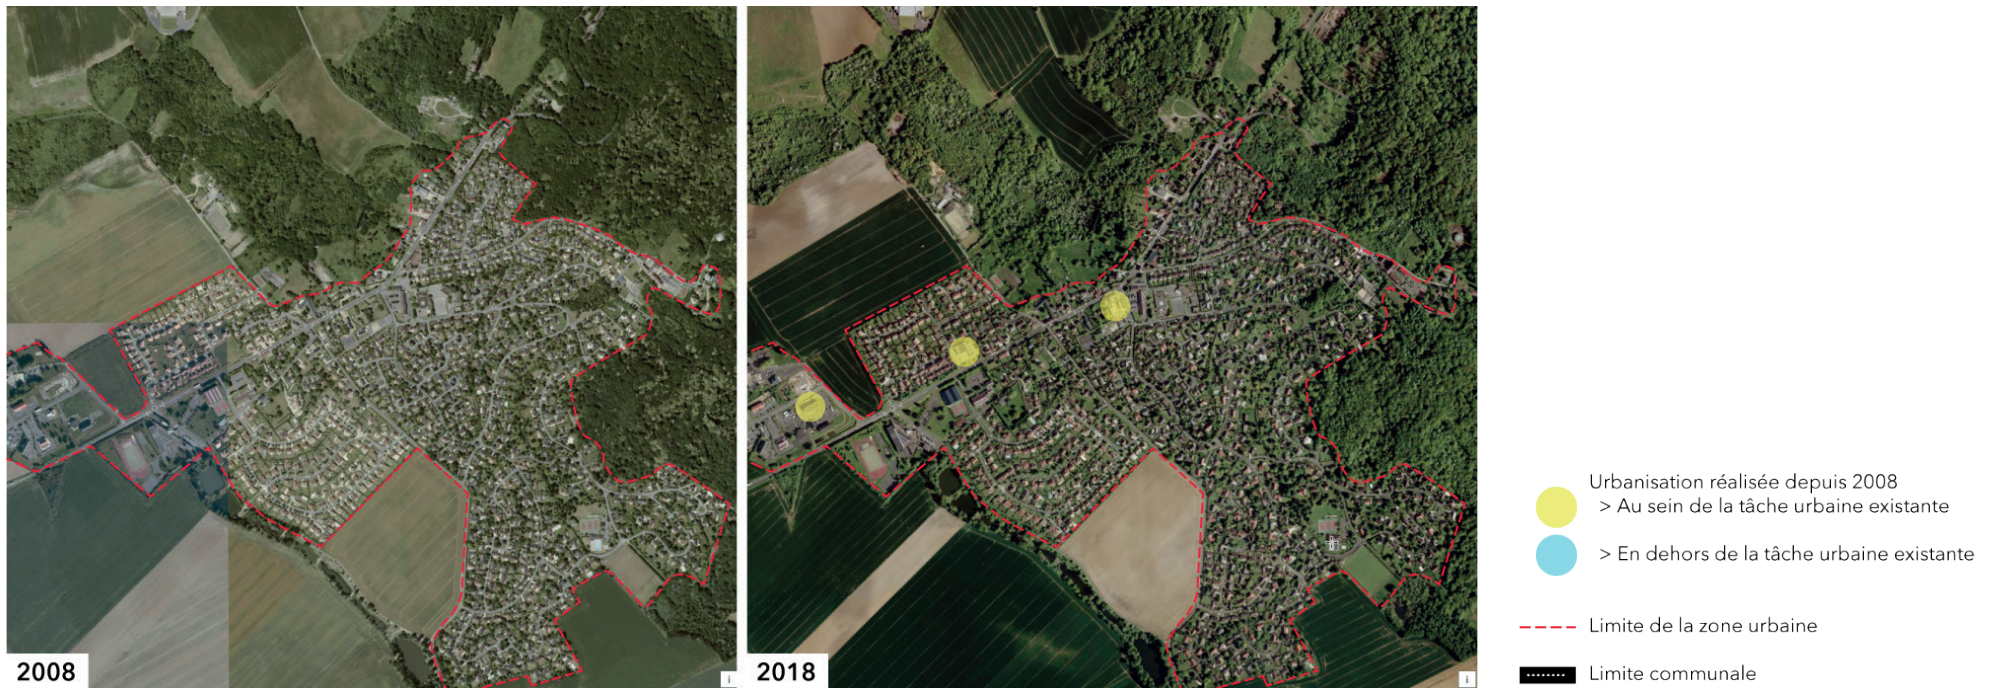 2008
i
2018
i
Urbanisation réalisée depuis 2008
> Au sein de la tâche urbaine existante
> En dehors de la tâche urbaine existante
Limite de la zone urbaine
Limite communale